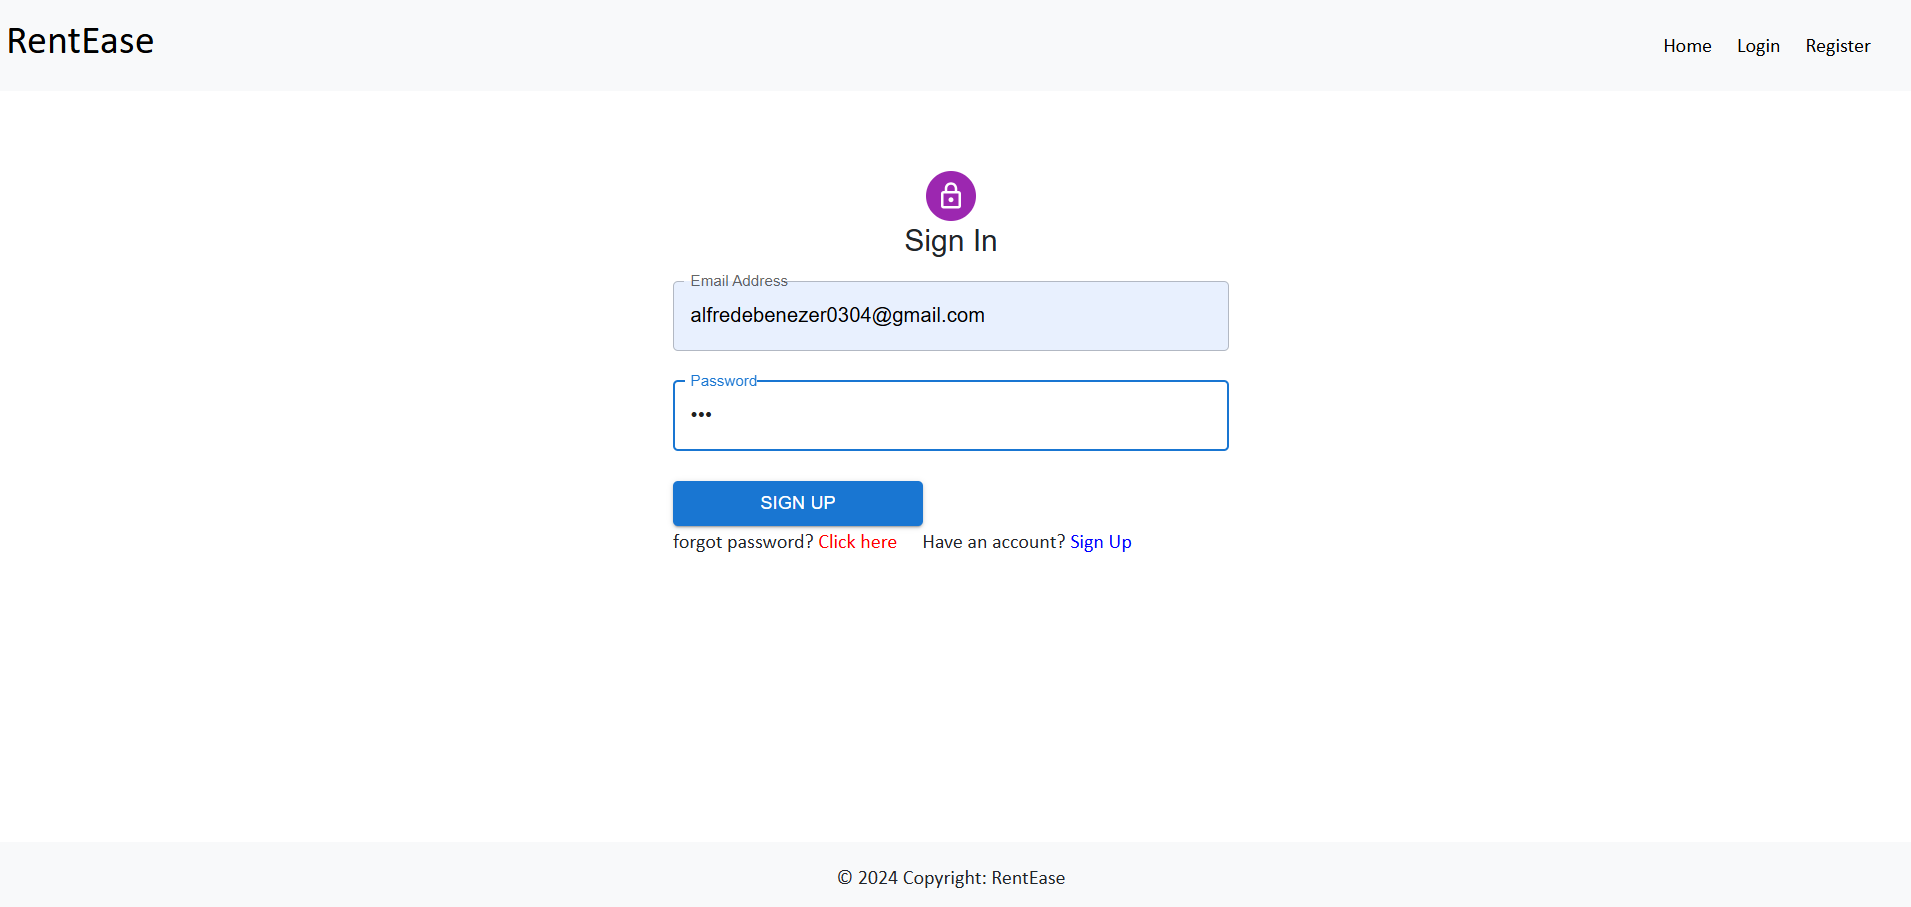 RentEase
Home Login Register
Sign In
Email Address
alfredebenezer0304@gmail.com
Password
•••
SIGN UP
forgot password? Click here Have an account? Sign Up
© 2024 Copyright: RentEase